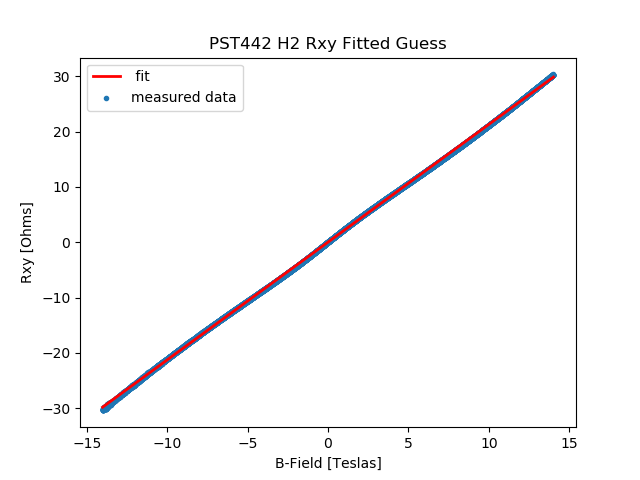 PST442 H2 Rxy Fitted Guess
fit
measured data
30
20
10
0
−10
−20
−30
Rxy [Ohms]
−15
−10
−5
0
5
10
15
B-Field [Teslas]